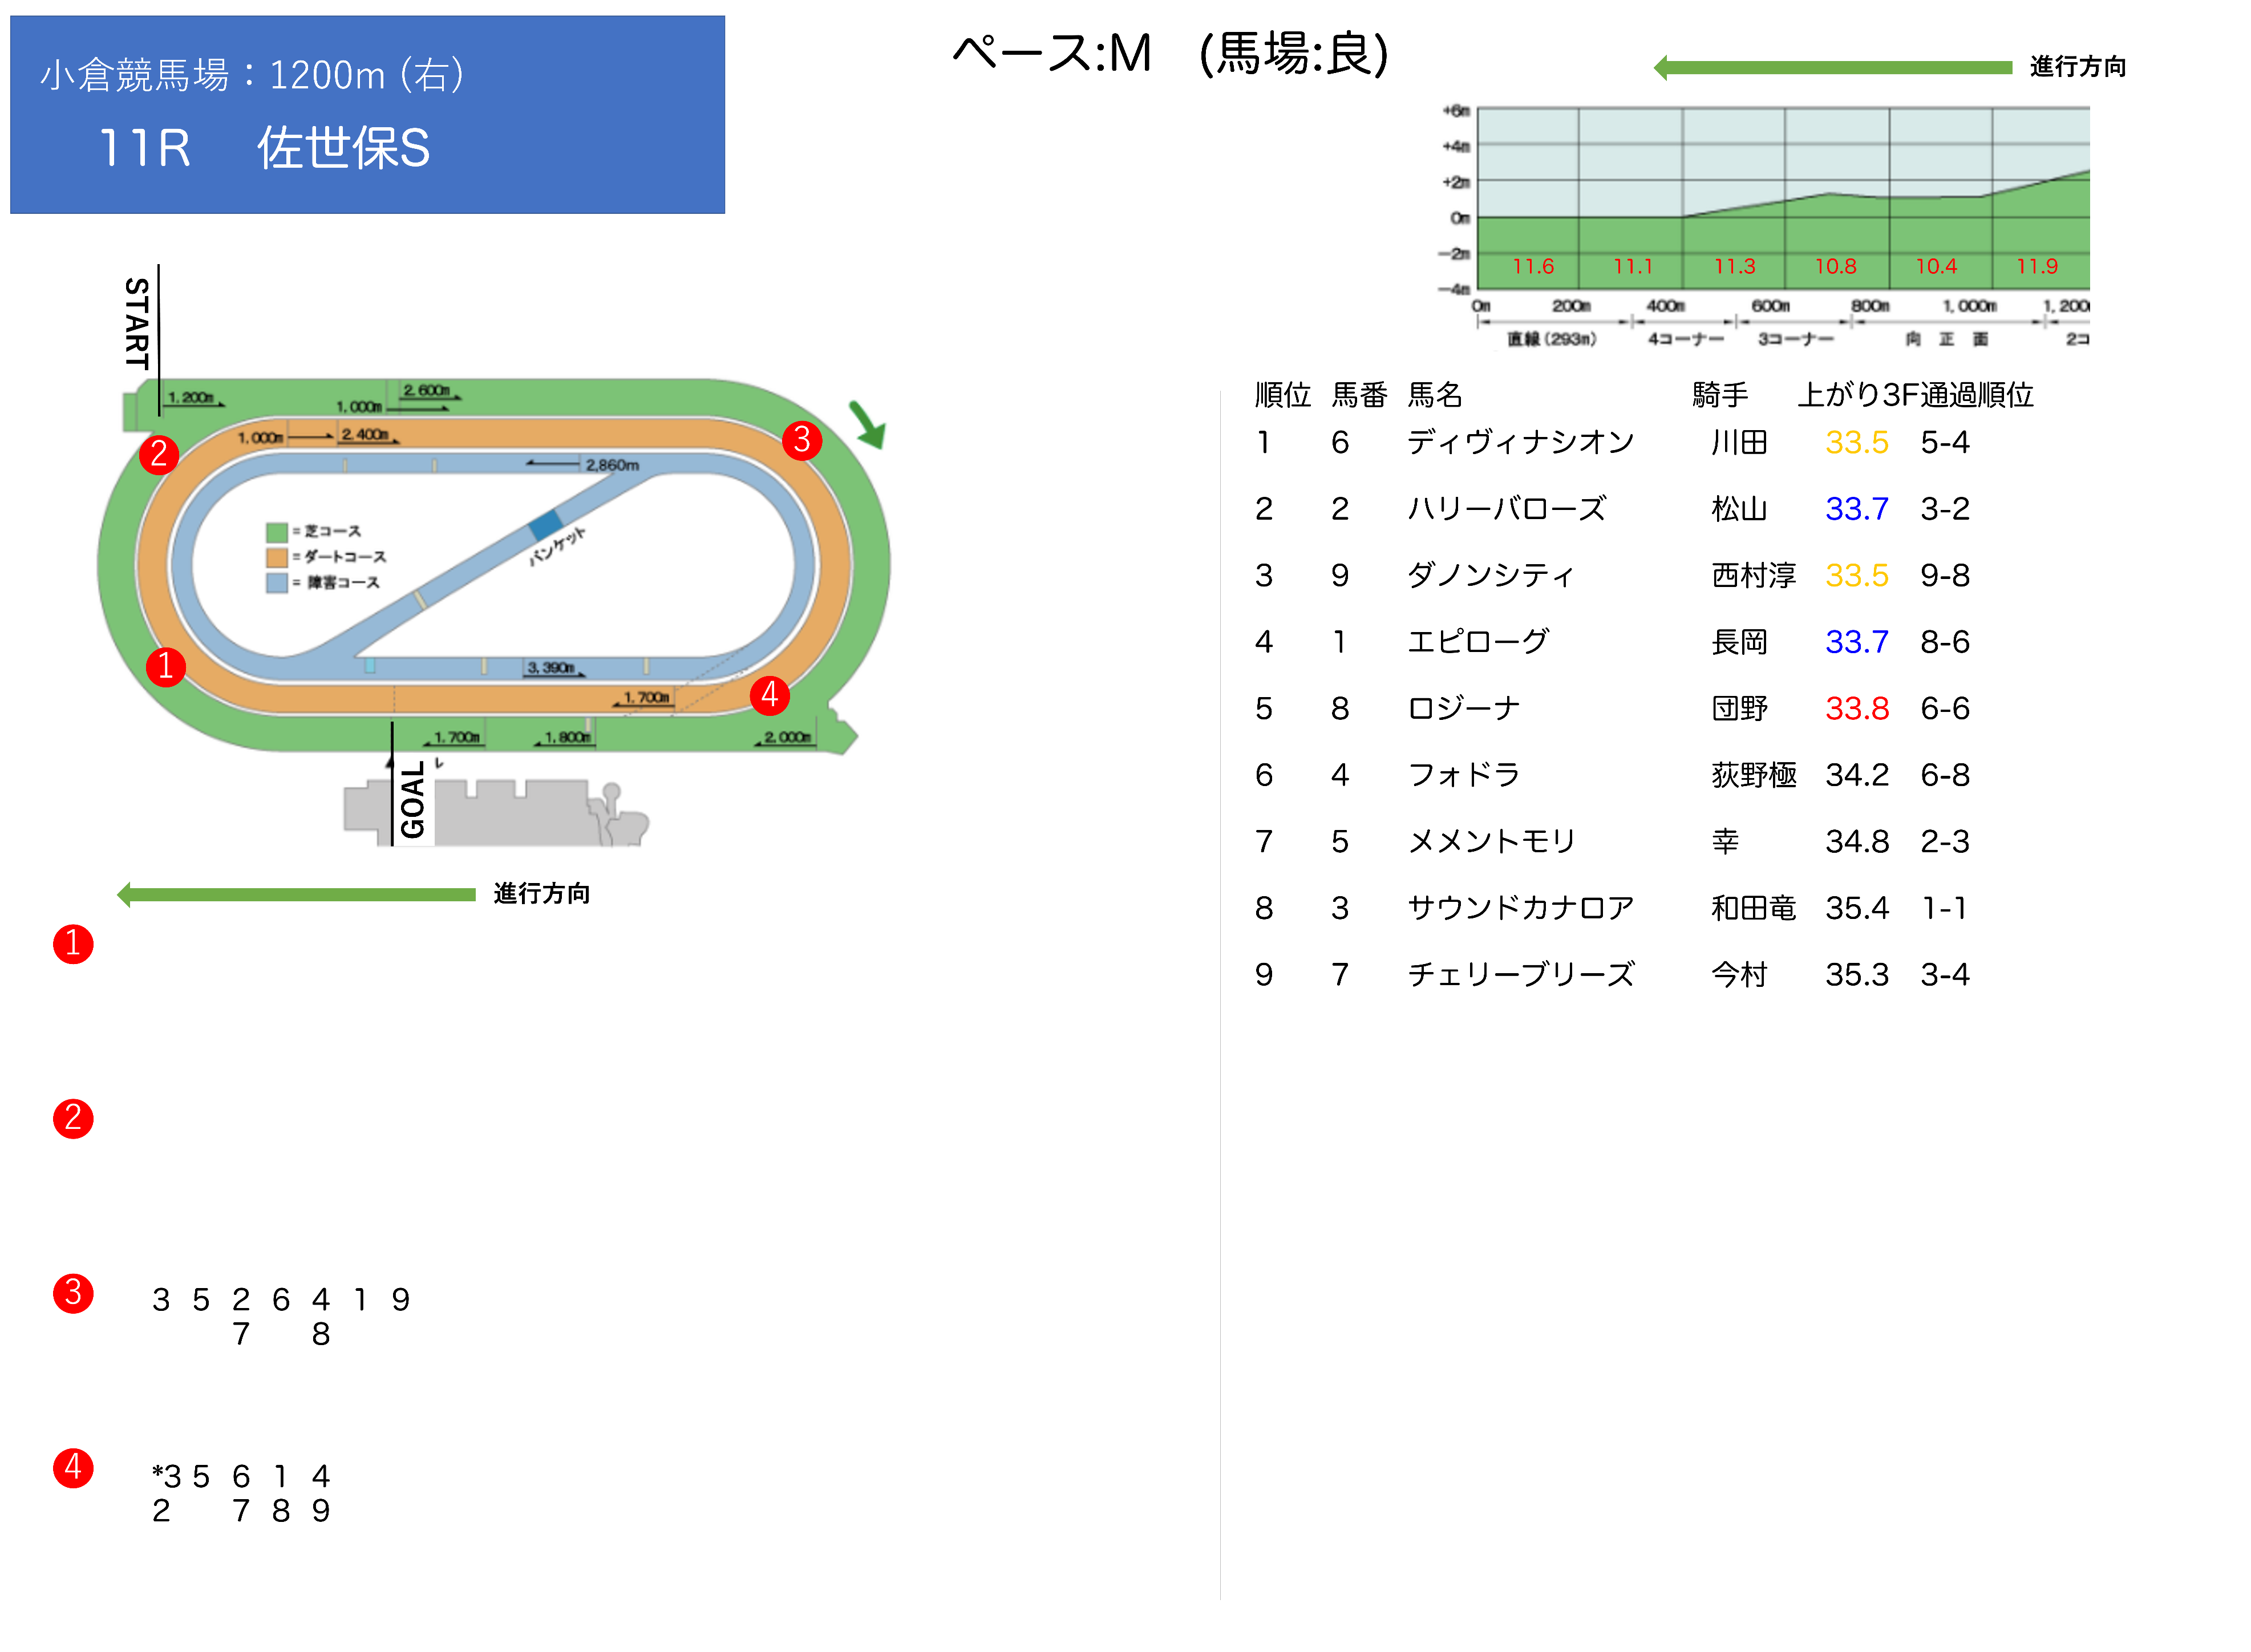 小倉競馬場：1200m (右)
11R 佐世保S
ペース:M (馬場:良)
進行方向
+6m
+4m
+2m
0m
−2m
−4m
11.6 11.1 11.3 10.8 10.4 11.9
0m 200m 400m 600m 800m 1,000m 1,200
直線(293m) 4コーナー 3コーナー 向 正 面 2コ
START
1,200m
2,600m
1,000m
1,000m
2,400m
2,860m
2
3
= 芝コース
= ダートコース
= 障害コース
バンケット
1
4
3,390m
1,700m
1,700m
1,800m
2,000m
GOAL
進行方向
1
2
3
3 5 2 6 4 1 9
7 8
4
*3 5 6 1 4
2 7 8 9
順位 馬番 馬名 騎手 上がり3F通過順位
1 6 ディヴィナシオン 川田 33.5 5-4
2 2 ハリーバローズ 松山 33.7 3-2
3 9 ダノンシティ 西村淳 33.5 9-8
4 1 エピローグ 長岡 33.7 8-6
5 8 ロジーナ 団野 33.8 6-6
6 4 フォドラ 荻野極 34.2 6-8
7 5 メメントモリ 幸 34.8 2-3
8 3 サウンドカナロア 和田竜 35.4 1-1
9 7 チェリーブリーズ 今村 35.3 3-4